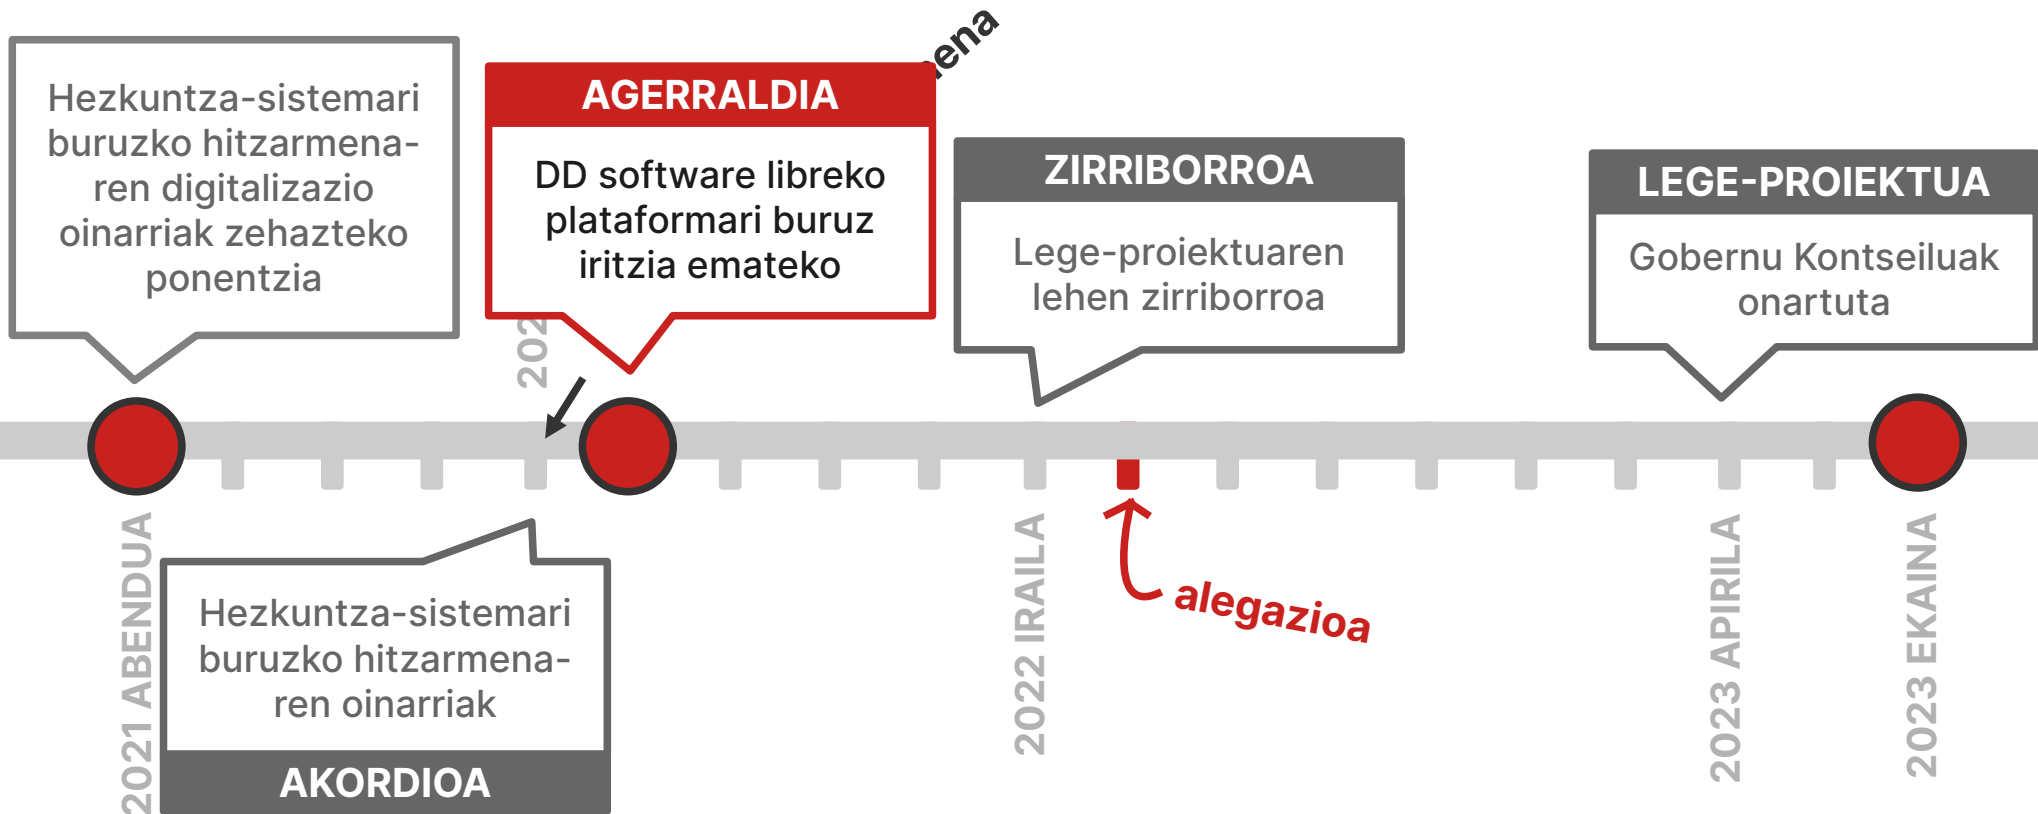 Hezkuntza-sistemari
buruzko hitzarmena-
ren digitalizazio
oinarriak zehazteko
ponentzia
AGERRALDIA
DD software libreko
plataformari buruz
iritzia emateko
ZIRRIBORROA
Lege-proiektuaren
lehen zirriborroa
LEGE-PROIEKTUA
Gobernu Kontseiluak
onartuta
2021 ABENDUA
Hezkuntza-sistemari
buruzko hitzarmena-
ren oinarriak
AKORDIOA
2022 IRAILA
alegazioa
2023 APIRILA
2023 EKAINA